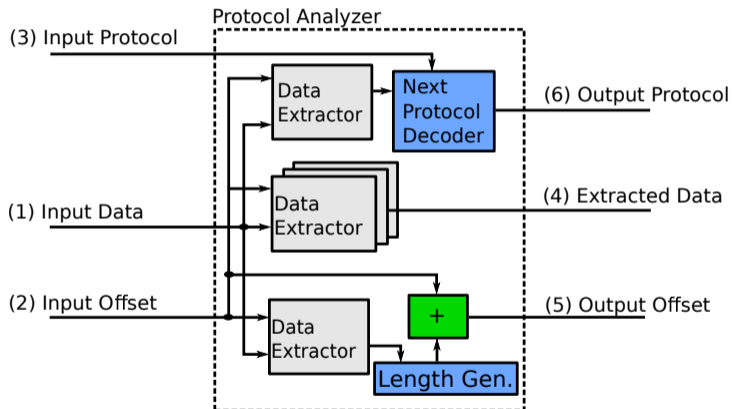 Protocol Analyzer
(3) Input Protocol
Data
Extractor
Next
Protocol
Decoder
(6) Output Protocol
(1) Input Data
Data
Extractor
(4) Extracted Data
(2) Input Offset
Data
Extractor
+
(5) Output Offset
Length Gen.